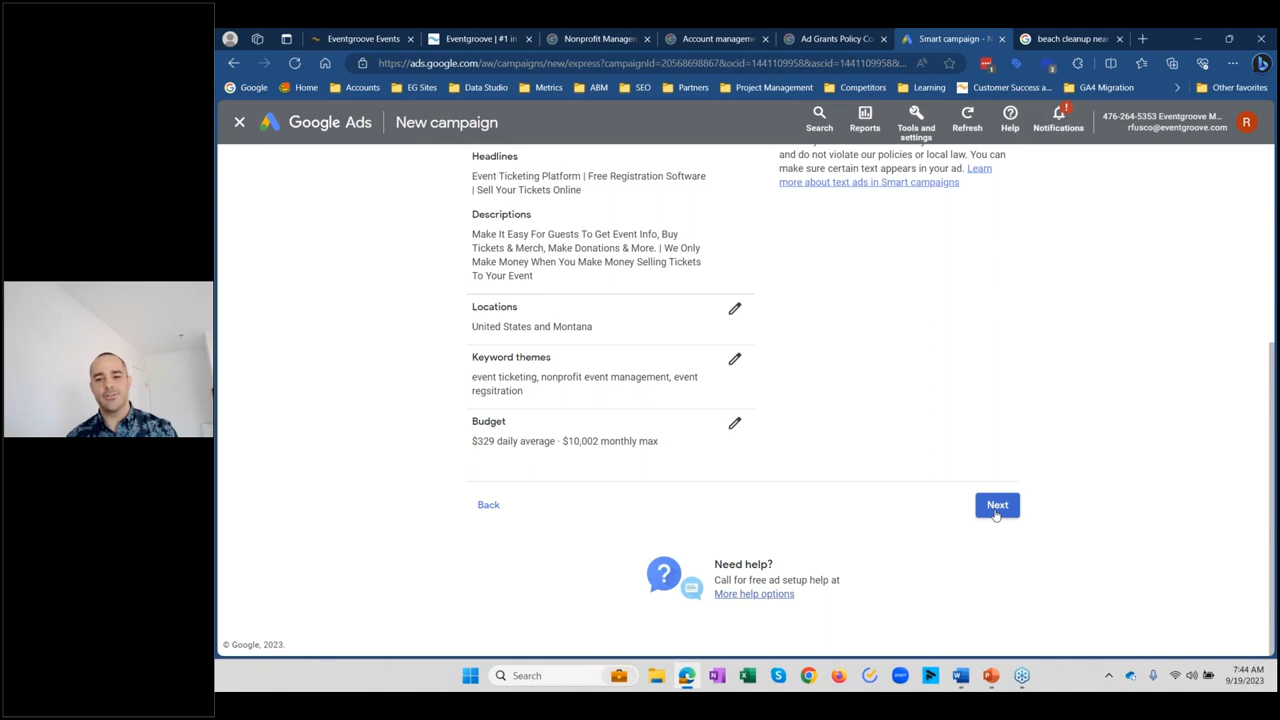 Eventgroove Events
Eventgroove | #1 in
Nonprofit Managem
Account manageme
Ad Grants Policy Co
Smart campaign - N
beach cleanup near
https://ads.google.com/aw/campaigns/new/express?campaignId=20568698867&ocid=1441109958&ascid=1441109958&...
Google
Home
Accounts
EG Sites
Data Studio
Metrics
ABM
SEO
Partners
Project Management
Competitors
Learning
Customer Success a...
GA4 Migration
Other favorites
Google Ads
New campaign
Search
Reports
Tools and
settings
Refresh
Help
Notifications
476-264-5353 Eventgroove M...
rfusco@eventgroove.com
R
Headlines
Event Ticketing Platform | Free Registration Software
| Sell Your Tickets Online
Descriptions
Make It Easy For Guests To Get Event Info, Buy
Tickets & Merch, Make Donations & More. | We Only
Make Money When You Make Money Selling Tickets
To Your Event
and do not violate our policies or local law. You can
make sure certain text appears in your ad. Learn
more about text ads in Smart campaigns
Locations
United States and Montana
Keyword themes
event ticketing, nonprofit event management, event
regsitration
Budget
$329 daily average · $10,002 monthly max
Back
Next
Need help?
Call for free ad setup help at
More help options
© Google, 2023.
Search
7:44 AM
9/19/2023